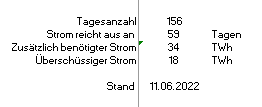 Tagesanzahl 156
Strom reicht aus an 59 Tagen
Zusätzlich benötigter Strom 34 TWh
Überschüssiger Strom 18 TWh
Stand 11.06.2022